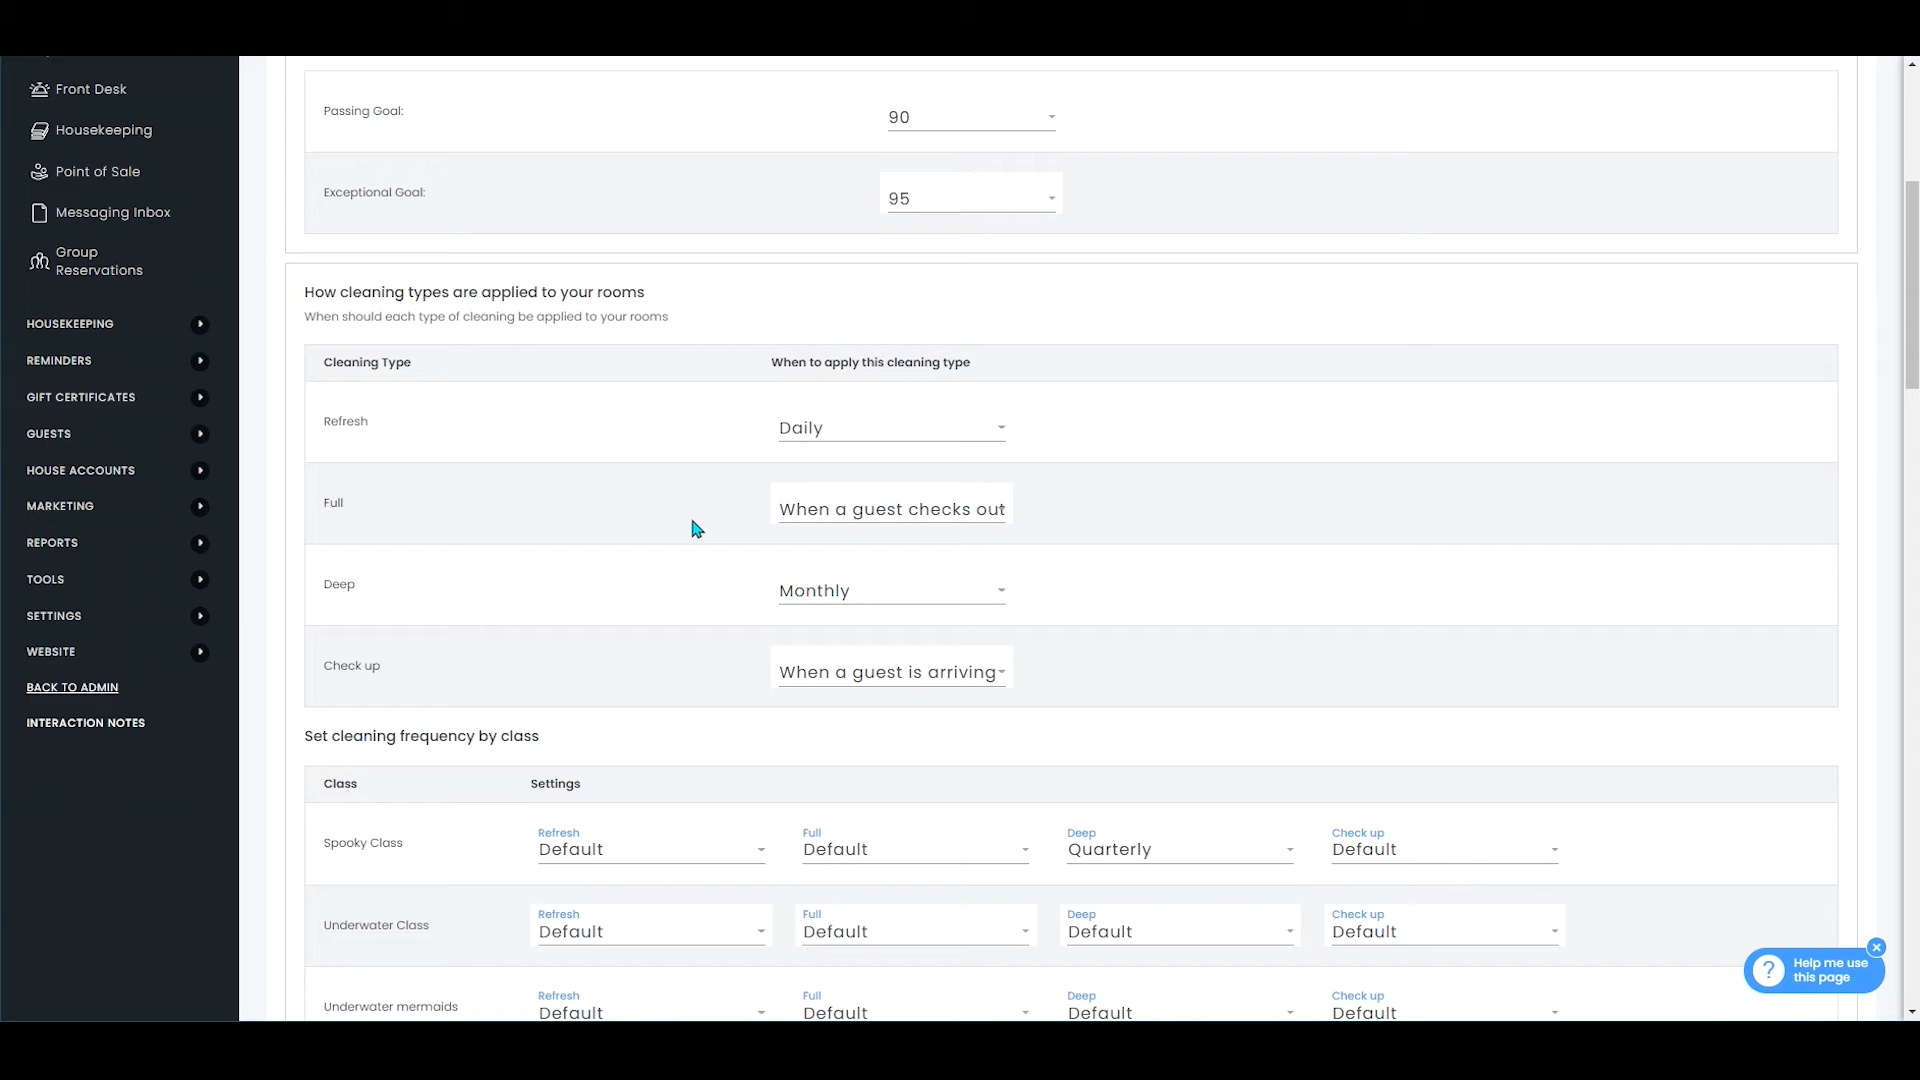 Front Desk
Housekeeping
Point of Sale
Messaging Inbox
Group
Reservations
HOUSEKEEPING
REMINDERS
GIFT CERTIFICATES
GUESTS
HOUSE ACCOUNTS
MARKETING
REPORTS
TOOLS
SETTINGS
WEBSITE
BACK TO ADMIN
INTERACTION NOTES
Passing Goal: 90
Exceptional Goal: 95
How cleaning types are applied to your rooms
When should each type of cleaning be applied to your rooms
Cleaning Type When to apply this cleaning type
Refresh Daily
Full When a guest checks out
Deep Monthly
Check up When a guest is arriving
Set cleaning frequency by class
Class Settings
Refresh Full Deep Check up
Spooky Class Default Default Quarterly Default
Refresh Full Deep Check up
Underwater Class Default Default Default Default
Refresh Full Deep Check up
Underwater mermaids Default Default Default Default
? Help me use
this page